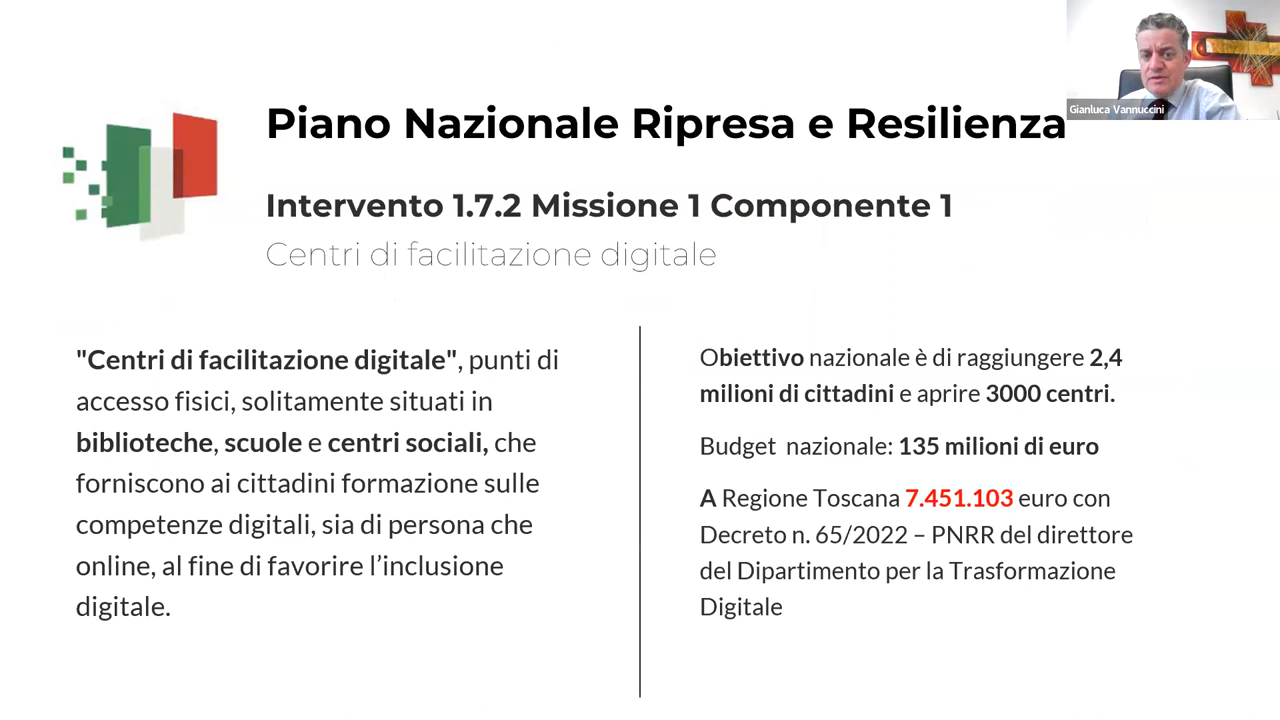 Gianluca Vannuccini
Piano Nazionale Ripresa e Resilienza
Intervento 1.7.2 Missione 1 Componente 1
Centri di facilitazione digitale
"Centri di facilitazione digitale", punti di
accesso fisici, solitamente situati in
biblioteche, scuole e centri sociali, che
forniscono ai cittadini formazione sulle
competenze digitali, sia di persona che
online, al fine di favorire l’inclusione
digitale.
Obiettivo nazionale è di raggiungere 2,4
milioni di cittadini e aprire 3000 centri.
Budget nazionale: 135 milioni di euro
A Regione Toscana 7.451.103 euro con
Decreto n. 65/2022 – PNRR del direttore
del Dipartimento per la Trasformazione
Digitale